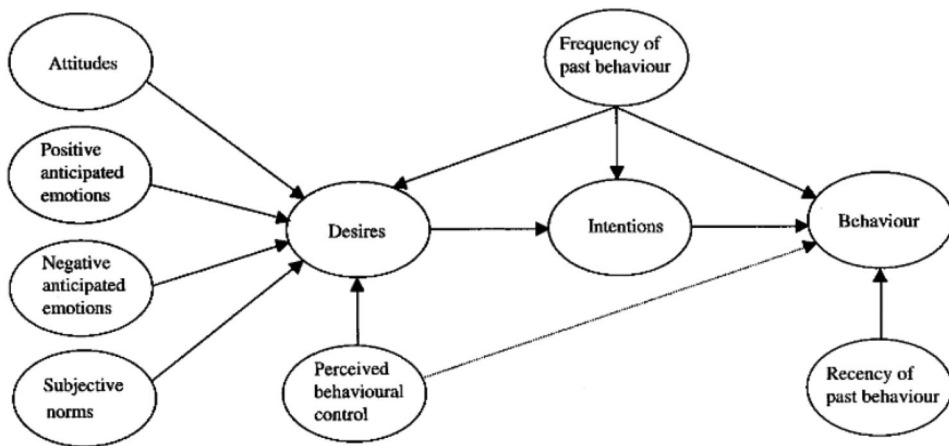 Attitudes
Positive
anticipated
emotions
Negative
anticipated
emotions
Subjective
norms
Desires
Perceived
behavioural
control
Frequency of
past behaviour
Intentions
Behaviour
Recency of
past behaviour